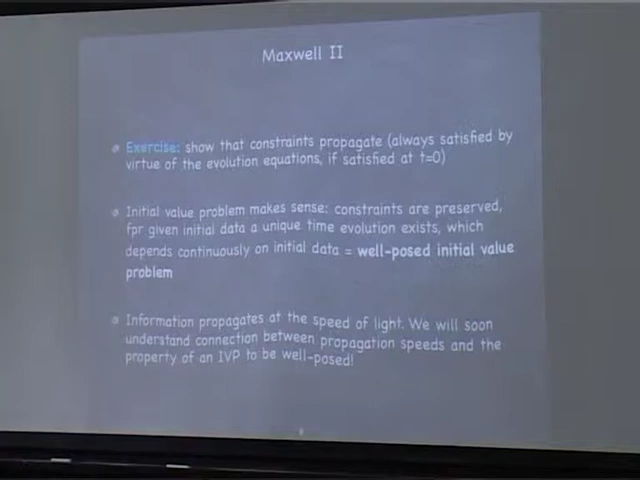 Maxwell II
Exercise: show that constraints propagate (always satisfied by
virtue of the evolution equations, if satisfied at t=0)
Initial value problem makes sense: constraints are preserved,
fpr given initial data a unique time evolution exists, which
depends continuously on initial data = well-posed initial value
problem
Information propagates at the speed of light. We will soon
understand connection between propagation speeds and the
property of an IVP to be well-posed!